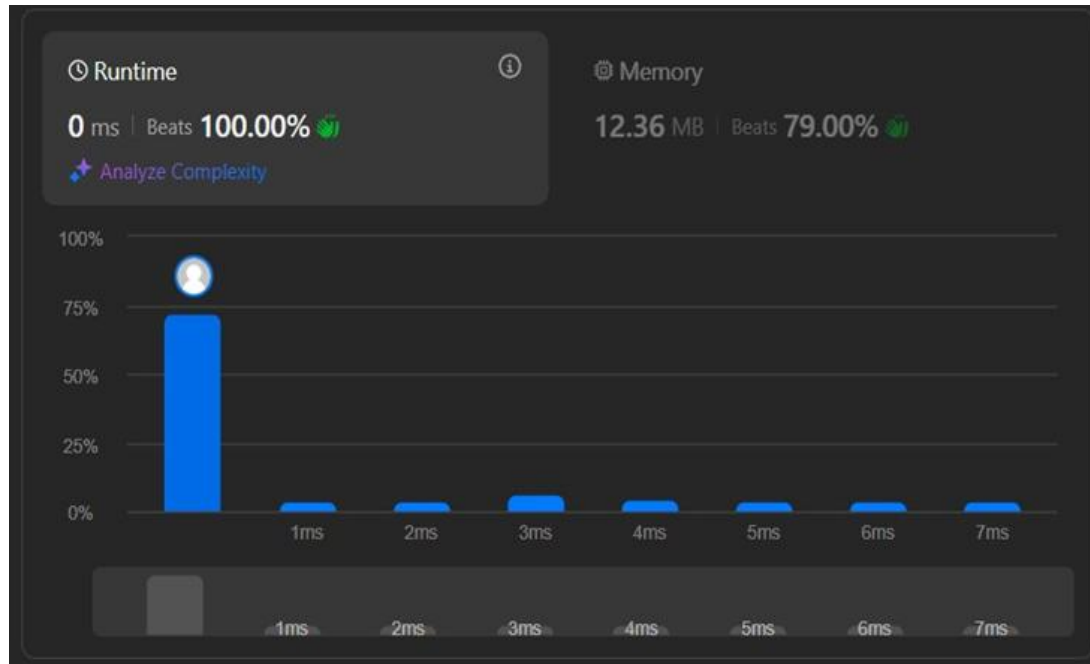 Runtime
0 ms | Beats 100.00%
Analyze Complexity
Memory
12.36 MB | Beats 79.00%
100%
75%
50%
25%
0%
1ms 2ms 3ms 4ms 5ms 6ms 7ms
1ms 2ms 3ms 4ms 5ms 6ms 7ms